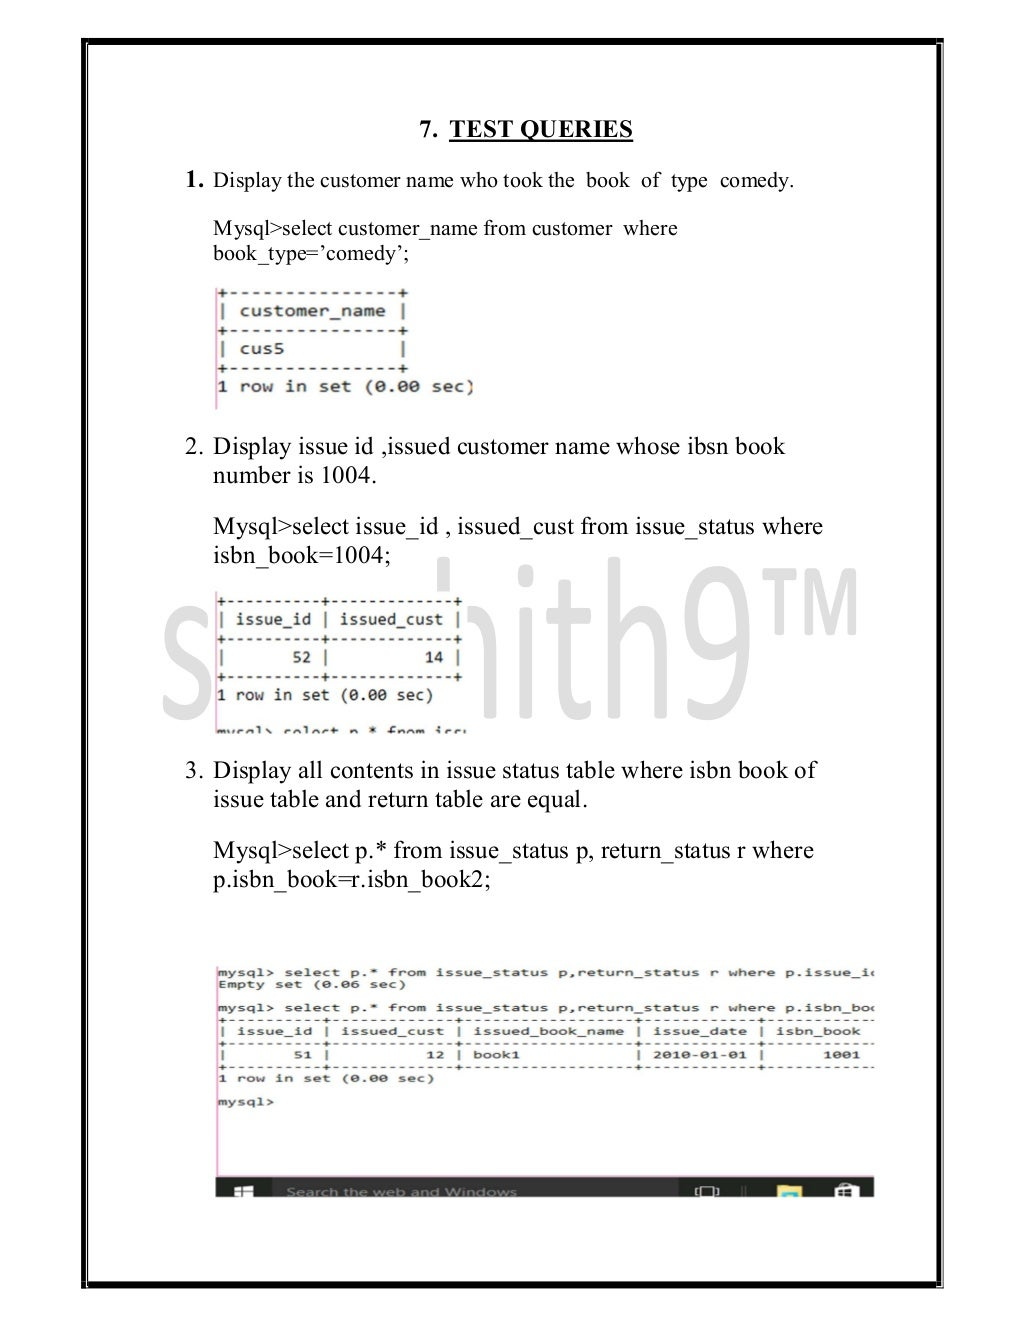 7. TEST QUERIES
1. Display the customer name who took the book of type comedy.
Mysql>select customer_name from customer where
book_type=’comedy’;
+---------------+
| customer_name |
+---------------+
| cus5 |
+---------------+
1 row in set (0.00 sec)
2. Display issue id ,issued customer name whose ibsn book
number is 1004.
Mysql>select issue_id , issued_cust from issue_status where
isbn_book=1004;
+----------+-------------+
| issue_id | issued_cust |
+----------+-------------+
| 52 | 14 |
+----------+-------------+
1 row in set (0.00 sec)
mysql> select p.* from issu
hith9™
3. Display all contents in issue status table where isbn book of
issue table and return table are equal.
Mysql>select p.* from issue_status p, return_status r where
p.isbn_book=r.isbn_book2;
mysql> select p.* from issue_status p,return_status r where p.issue_i
Empty set (0.06 sec)
mysql> select p.* from issue_status p,return_status r where p.isbn_boo
+----------+-------------+-------------------+------------+-----------
| issue_id | issued_cust | issued_book_name | issue_date | isbn_book
+----------+-------------+-------------------+------------+-----------
| 51 | 12 | book1 | 2010-01-01 | 1001
+----------+-------------+-------------------+------------+-----------
1 row in set (0.00 sec)
mysql>
Search the web and Windows